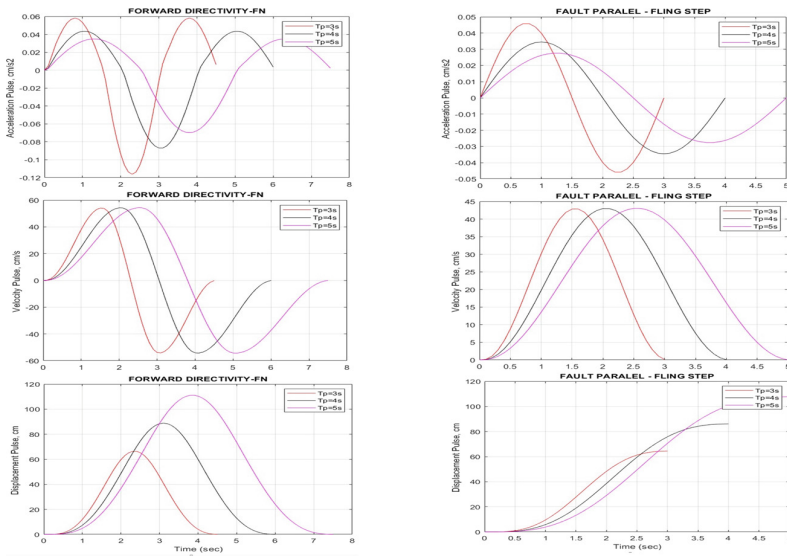 FORWARD DIRECTIVITY-FN
Acceleration Pulse, cm/s2
0.06
0.04
0.02
0
-0.02
-0.04
-0.06
-0.08
-0.1
-0.12
Tp=3s
Tp=4s
Tp=5s
0 1 2 3 4 5 6 7 8
FAULT PARALEL - FLING STEP
Acceleration Pulse, cm/s2
0.05
0.04
0.03
0.02
0.01
0
-0.01
-0.02
-0.03
-0.04
-0.05
Tp=3s
Tp=4s
Tp=5s
0 0.5 1 1.5 2 2.5 3 3.5 4 4.5 5
FORWARD DIRECTIVITY-FN
Velocity Pulse, cm/s
60
40
20
0
-20
-40
-60
Tp=3s
Tp=4s
Tp=5s
0 1 2 3 4 5 6 7 8
FAULT PARALEL - FLING STEP
Velocity Pulse, cm/s
45
40
35
30
25
20
15
10
5
0
Tp=3s
Tp=4s
Tp=5s
0 0.5 1 1.5 2 2.5 3 3.5 4 4.5 5
FORWARD DIRECTIVITY-FN
Displacement Pulse, cm
120
100
80
60
40
20
0
Tp=3s
Tp=4s
Tp=5s
0 1 2 3 4 5 6 7 8
Time (sec)
FAULT PARALEL - FLING STEP
Displacement Pulse, cm
120
100
80
60
40
20
0
Tp=3s
Tp=4s
Tp=5s
0 0.5 1 1.5 2 2.5 3 3.5 4 4.5 5
Time (sec)